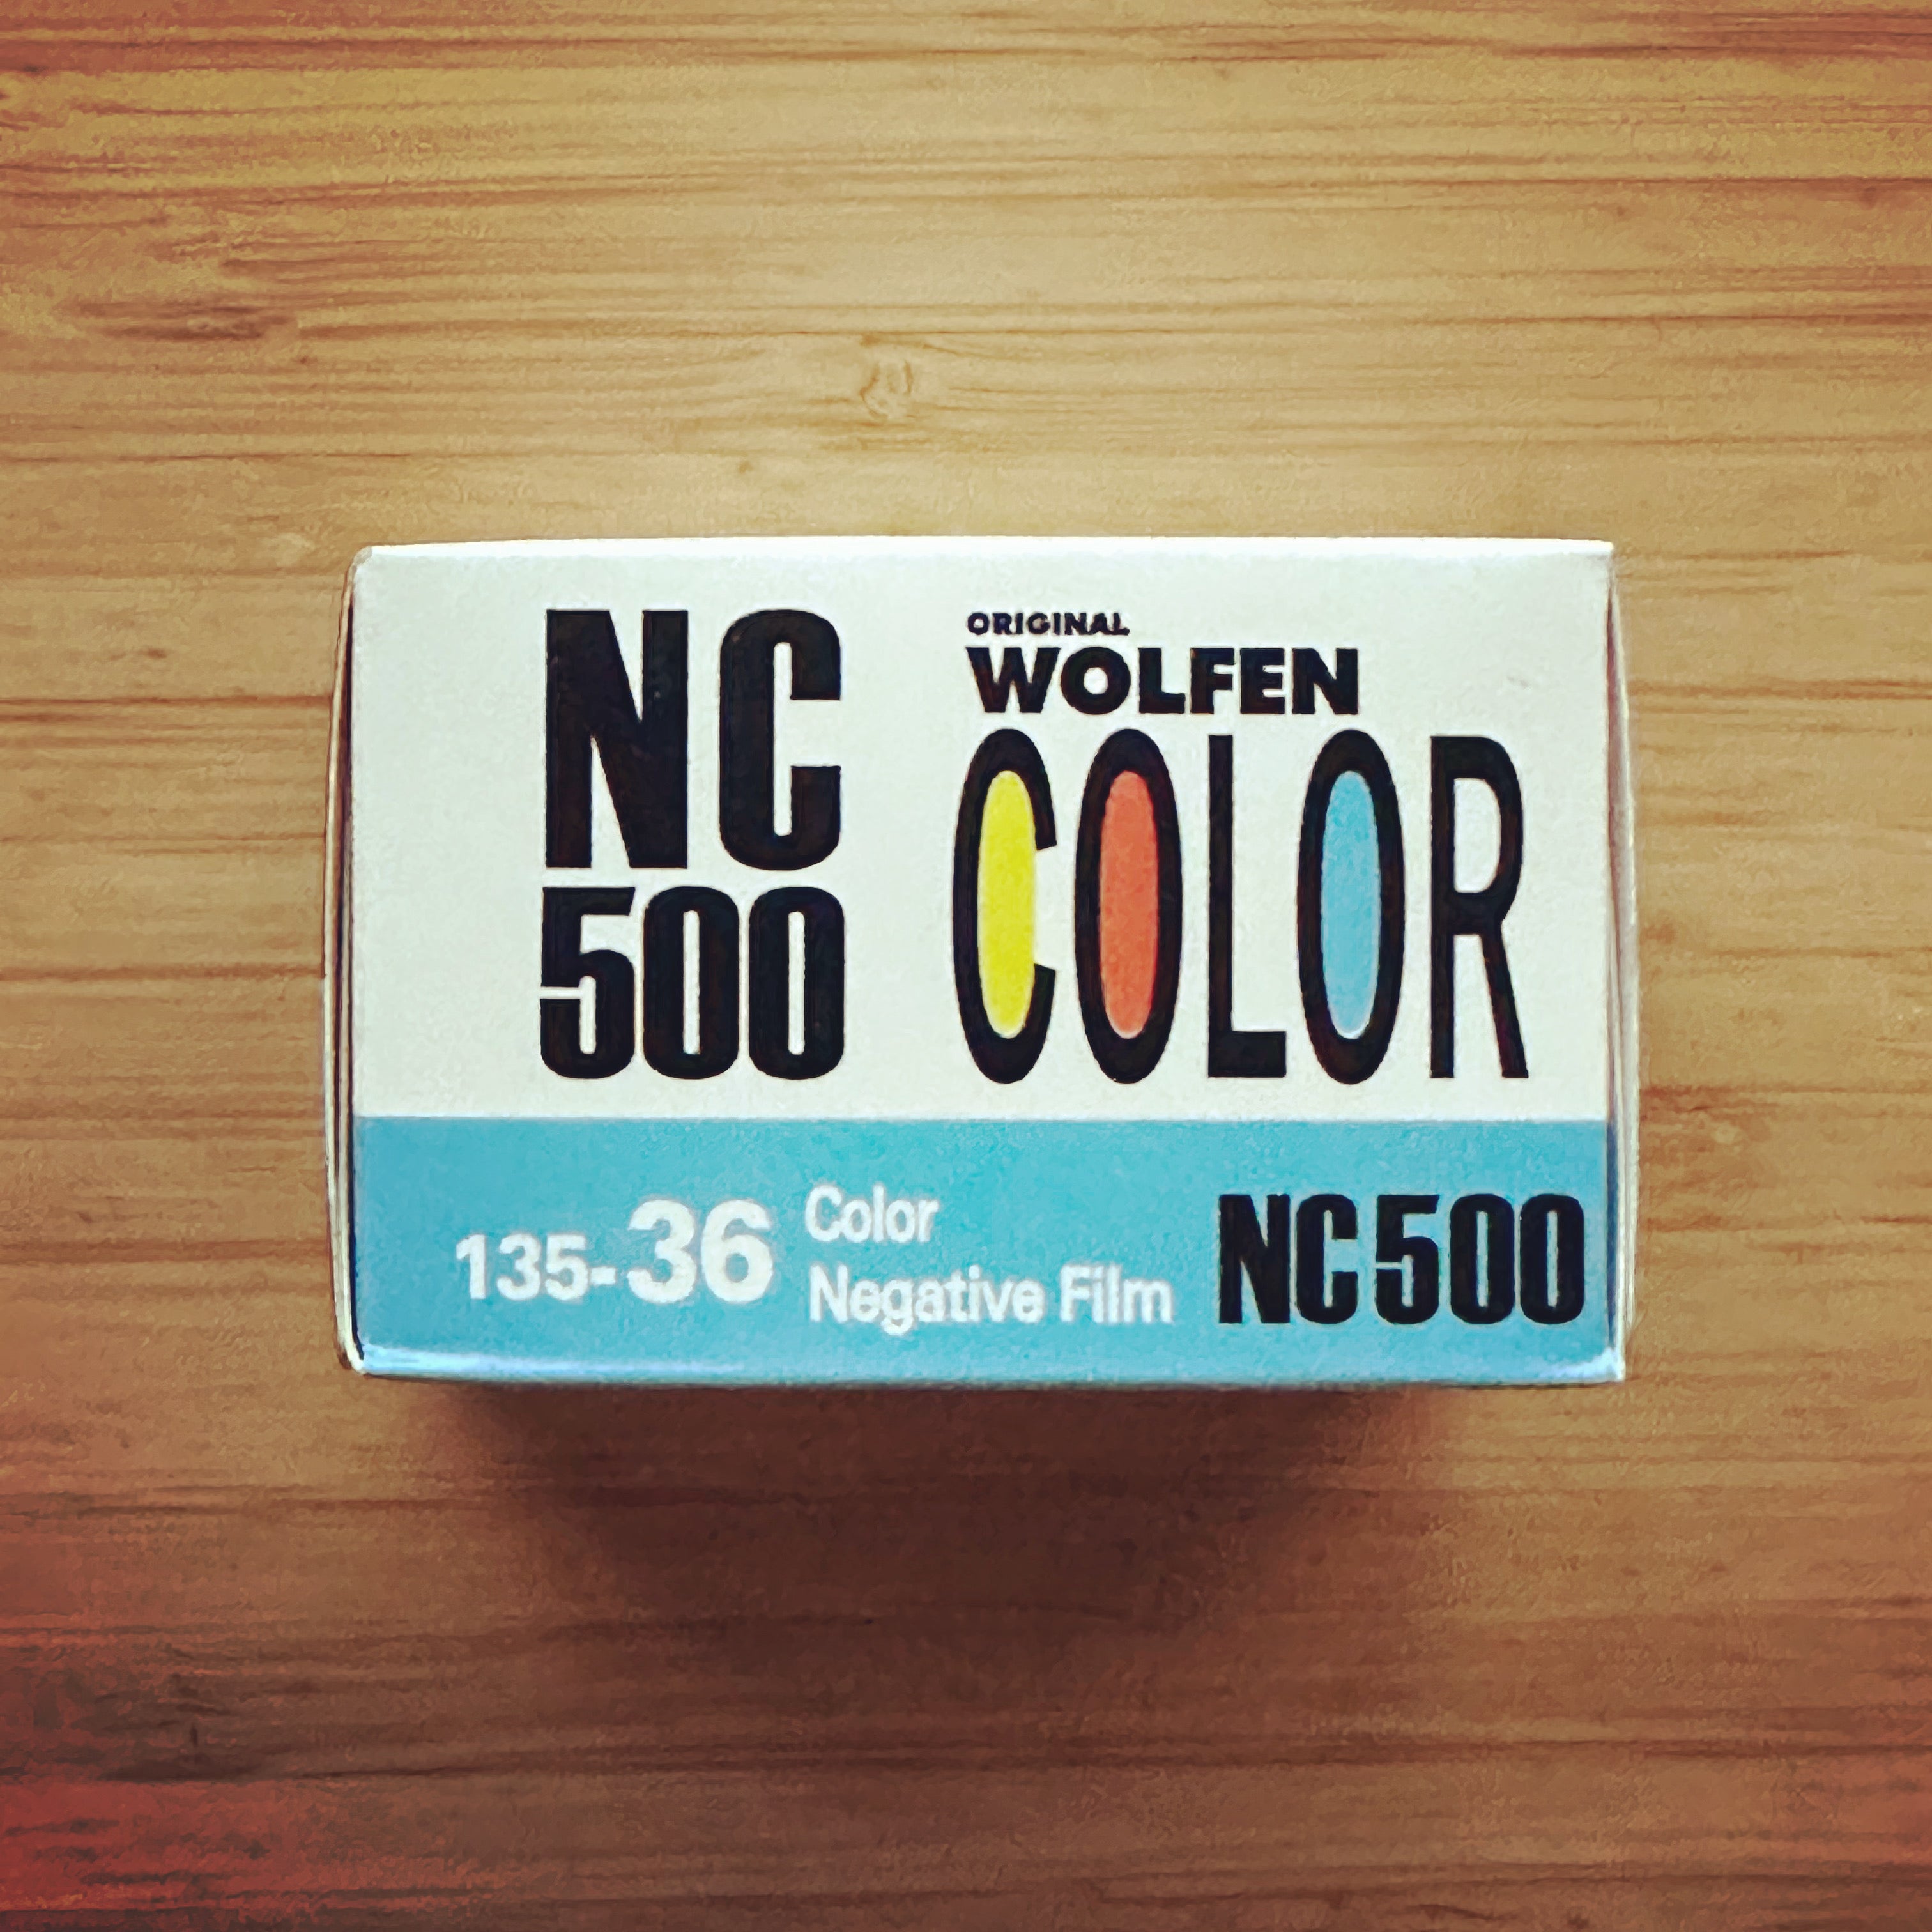 NC
500
ORIGINAL
WOLFEN
COLOR
135-36 Color
Negative Film
NC500